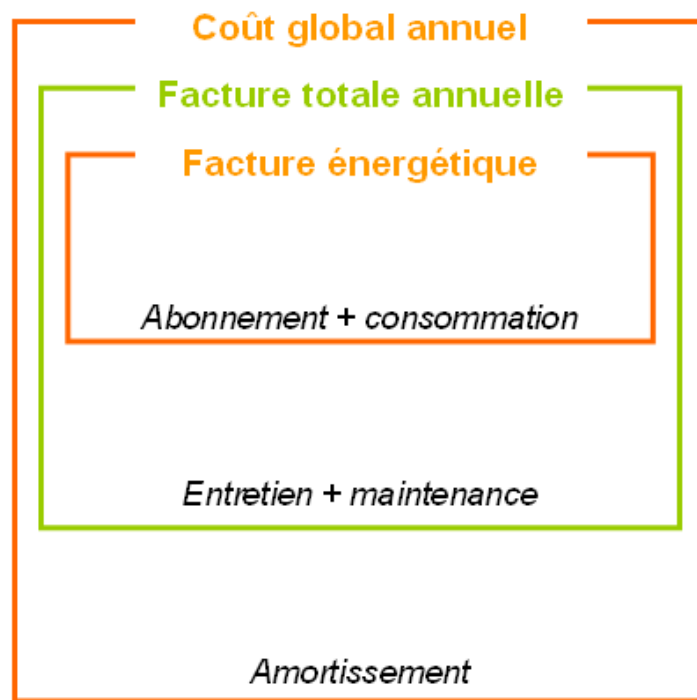 Coût global annuel
Facture totale annuelle
Facture énergétique
Abonnement + consommation
Entretien + maintenance
Amortissement